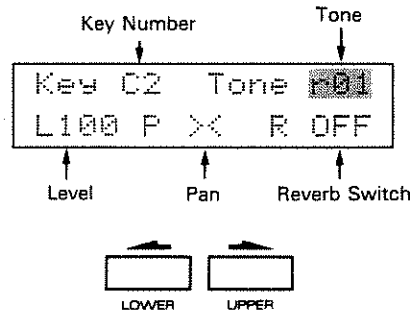 Tone
Key Number
Key C2 Tone r01
L100 P >< R OFF
Level Pan Reverb Switch
LOWER UPPER